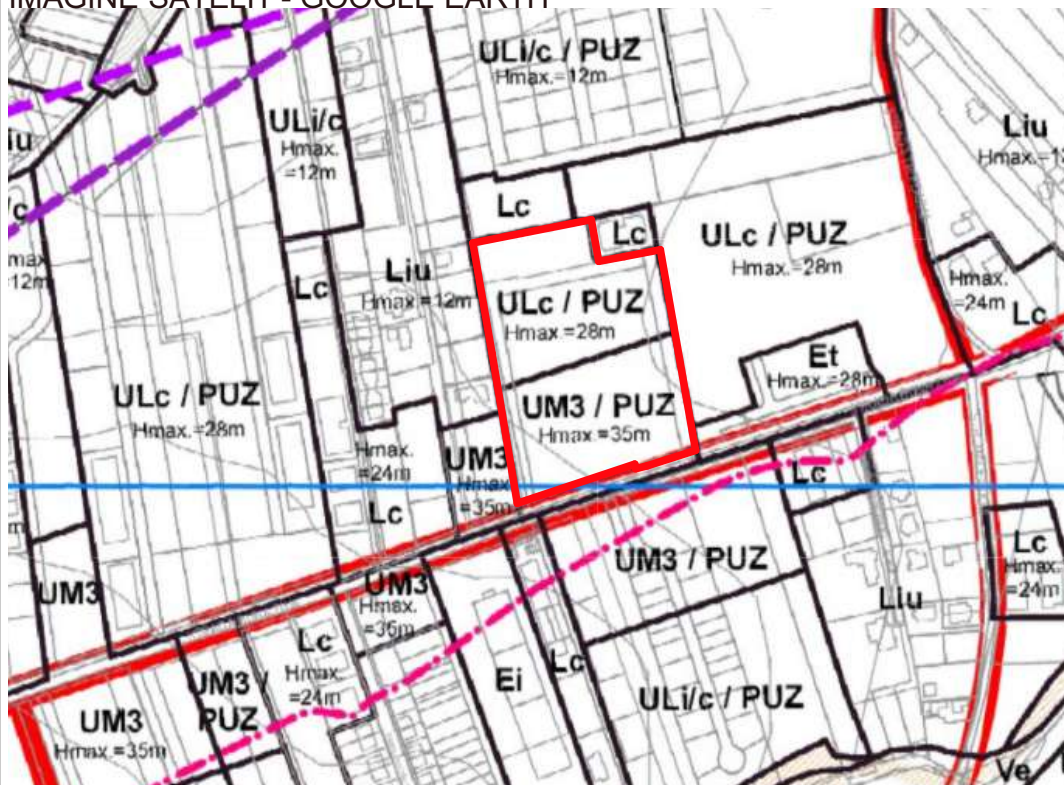 IMAGINE SATELIT - GOOGLE EARTH
ULi/c / PUZ
Hmax.=12m
ULi/c
Hmax.
=12m
Liu
Lc
Lc
ULc / PUZ
Hmax.=28m
Liu
Hmax.=12m
Lc
ULc / PUZ
Hmax.=28m
Hmax.
=24m
Lc
Et
Hmax.=28m
ULc / PUZ
Hmax.=28m
UM3 / PUZ
Hmax.=35m
Hmax.
=24m
Lc
UM3
Hmax
=35m
Lc
UM3 / PUZ
Lc
Hmax.
=24m
UM3
UM3
Hmax.
=35m
Liu
Lc
Hmax.
=24m
Lc
Ei
ULi/c / PUZ
UM3 /
PUZ
UM3
Hmax.=35m
Ve